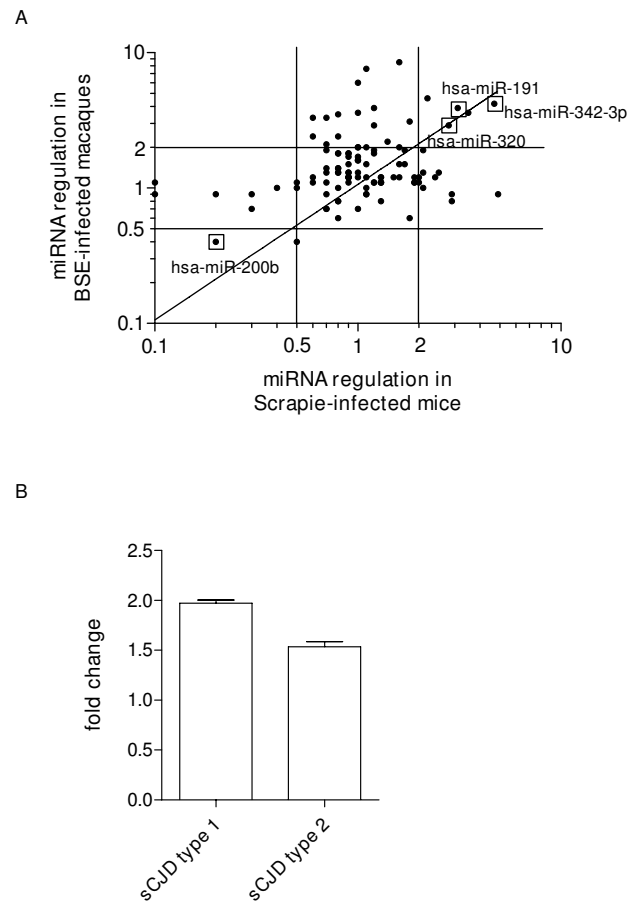 A
10
2
1
0.5
0.1
miRNA regulation in
BSE-infected macaques
hsa-miR-191
hsa-miR-342-3p
hsa-miR-320
hsa-miR-200b
0.1
0.5
1
2
10
miRNA regulation in
Scrapie-infected mice
B
2.5
2.0
1.5
1.0
0.5
0.0
fold change
sCJD type 1
sCJD type 2